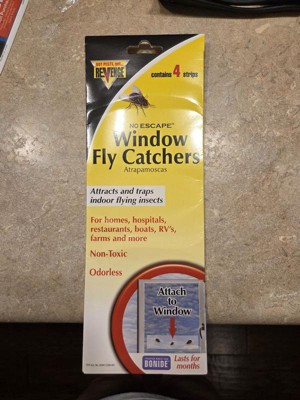 REVENGE
contains 4 strips
NO ESCAPE™
Window
Fly Catchers
Atrapamoscas
Attracts and traps
indoor flying insects
For homes, hospitals,
restaurants, boats, RV's,
farms and more
Non-Toxic
Odorless
Attach
to
Window
BONIDE
Lasts for
months